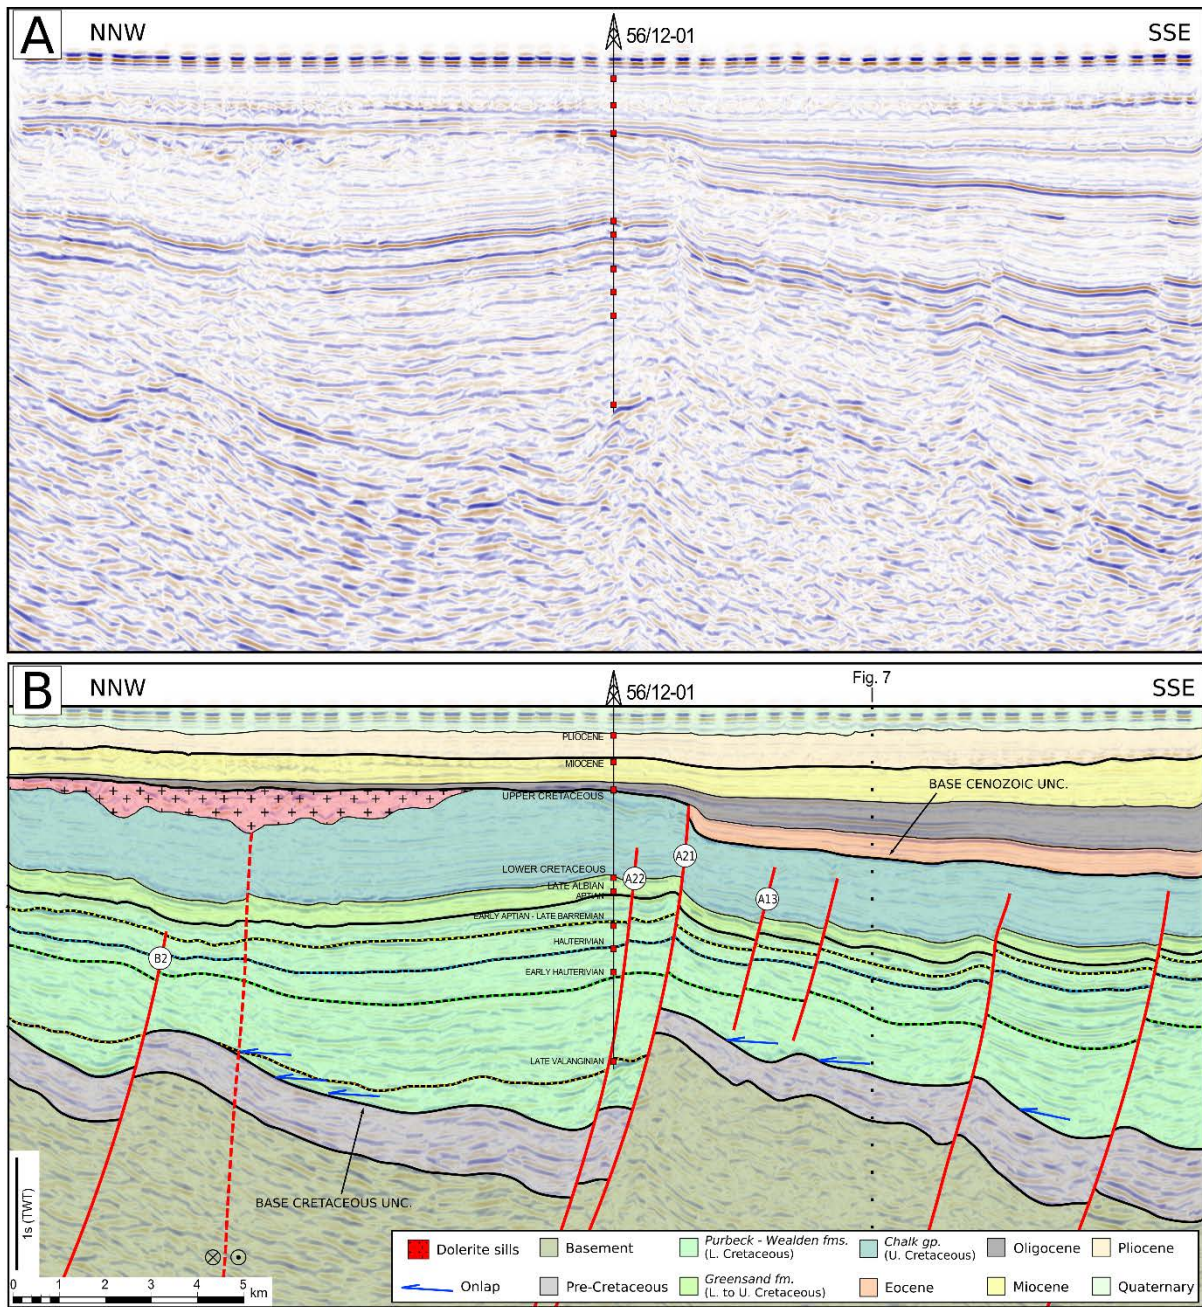 A
NNW
56/12-01
SSE
B
NNW
56/12-01
Fig. 7
SSE
PLIOCENE
MIOCENE
BASE CENOZOIC UNC.
UPPER CRETACEOUS
A21
LOWER CRETACEOUS
A22
LATE ALBIAN
APTIAN
A13
EARLY APTIAN - LATE BARREMIAN
HAUTERIVIAN
B2
EARLY HAUTERIVIAN
LATE VALANGINIAN
BASE CRETACEOUS UNC.
1s (TWT)
0 1 2 3 4 5
km
Dolerite sills
Basement
Purbeck - Wealden fms.
(L. Cretaceous)
Chalk gp.
(U. Cretaceous)
Oligocene
Pliocene
Onlap
Pre-Cretaceous
Greensand fm.
(L. to U. Cretaceous)
Eocene
Miocene
Quaternary